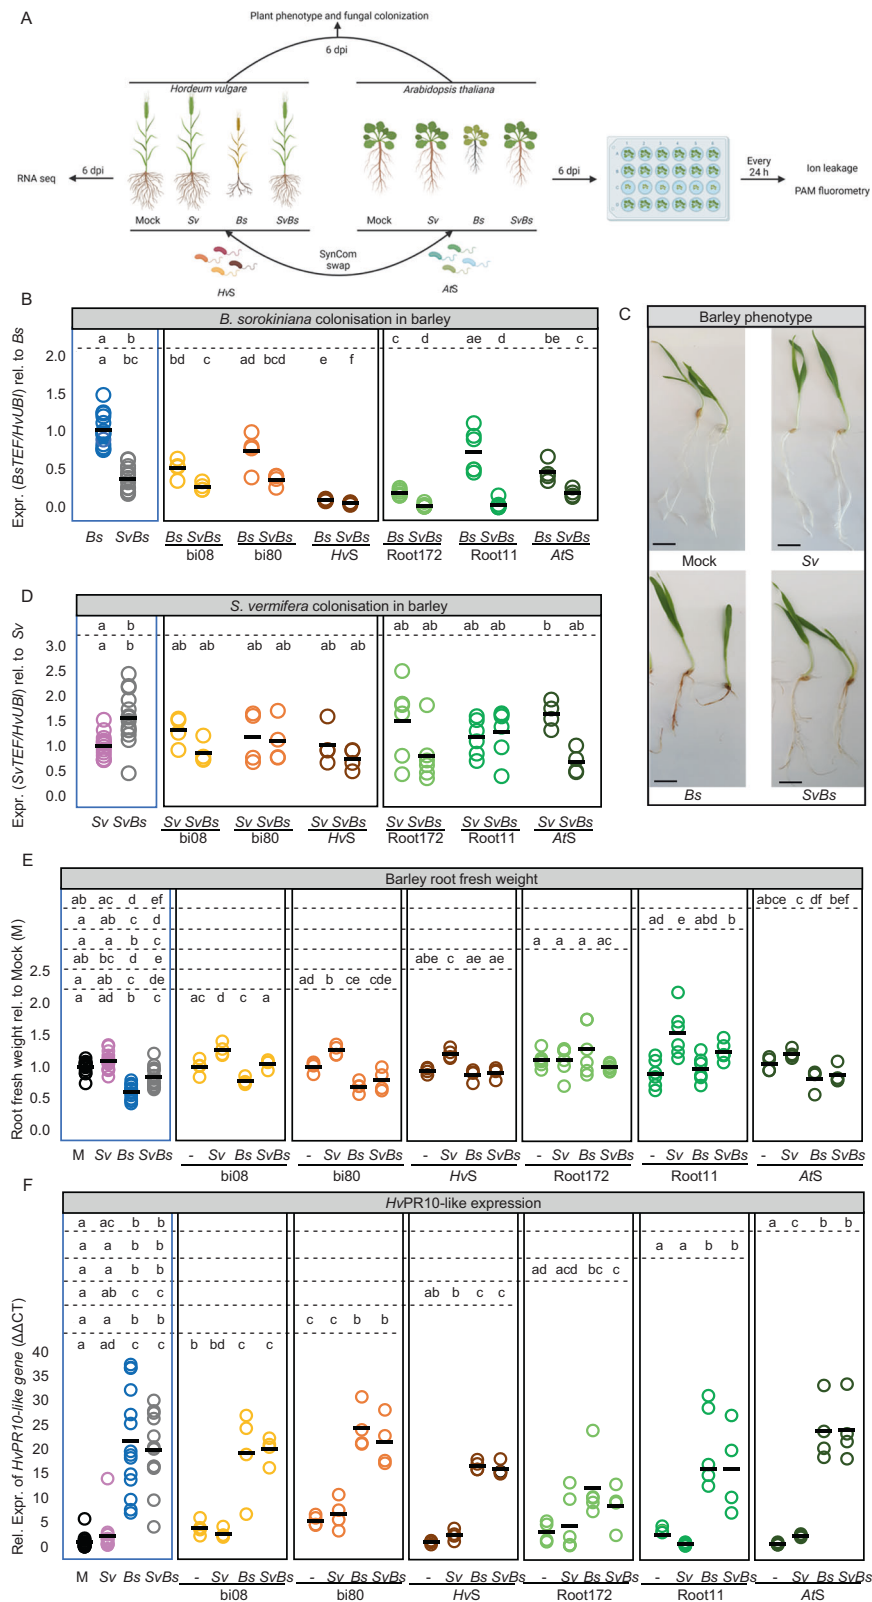 A
Plant phenotype and fungal colonization
6 dpi
Hordeum vulgare
Arabidopsis thaliana
RNA seq
6 dpi
6 dpi
Every
24 h
Ion leakage
PAM fluorometry
Mock Sv Bs SvBs
Mock Sv Bs SvBs
SynCom
swap
HvS
AtS
B
B. sorokiniana colonisation in barley
a b
a bc bd c ad bcd e f
c d ae d be c
Expr. (BsTEF/HvUBI) rel. to Bs
2.0
1.5
1.0
0.5
0.0
Bs SvBs Bs SvBs Bs SvBs Bs SvBs Bs SvBs Bs SvBs Bs SvBs
bi08 bi80 HvS Root172 Root11 AtS
C
Barley phenotype
Mock Sv
Bs SvBs
D
S. vermifera colonisation in barley
a b ab ab ab ab b ab
a b ab ab ab ab ab ab
Expr. (SvTEF/HvUBI) rel. to Sv
3.0
2.5
2.0
1.5
1.0
0.5
0.0
Sv SvBs Sv SvBs Sv SvBs Sv SvBs Sv SvBs Sv SvBs Sv SvBs
bi08 bi80 HvS Root172 Root11 AtS
E
Barley root fresh weight
ab ac d ef abce c df bef
a ab c d ad e abd b
a a b c a a a ac
ab bc d e abe c ae ae
a ab c de ad b ce cde
a ad b c ac d c a
Root fresh weight rel. to Mock (M)
2.5
2.0
1.5
1.0
0.5
0.0
M Sv Bs SvBs - Sv Bs SvBs - Sv Bs SvBs - Sv Bs SvBs - Sv Bs SvBs - Sv Bs SvBs - Sv Bs SvBs
bi08 bi80 HvS Root172 Root11 AtS
F
HvPR10-like expression
a ac b b a c b b
a a b b a a b b
a a b b ad acd bc c
a ab c c ab b c c
a a b b c c b b
a ad c c b bd c c
Rel. Expr. of HvPR10-like gene (ΔΔCT)
40
35
30
25
20
15
10
5
0
M Sv Bs SvBs - Sv Bs SvBs - Sv Bs SvBs - Sv Bs SvBs - Sv Bs SvBs - Sv Bs SvBs - Sv Bs SvBs
bi08 bi80 HvS Root172 Root11 AtS